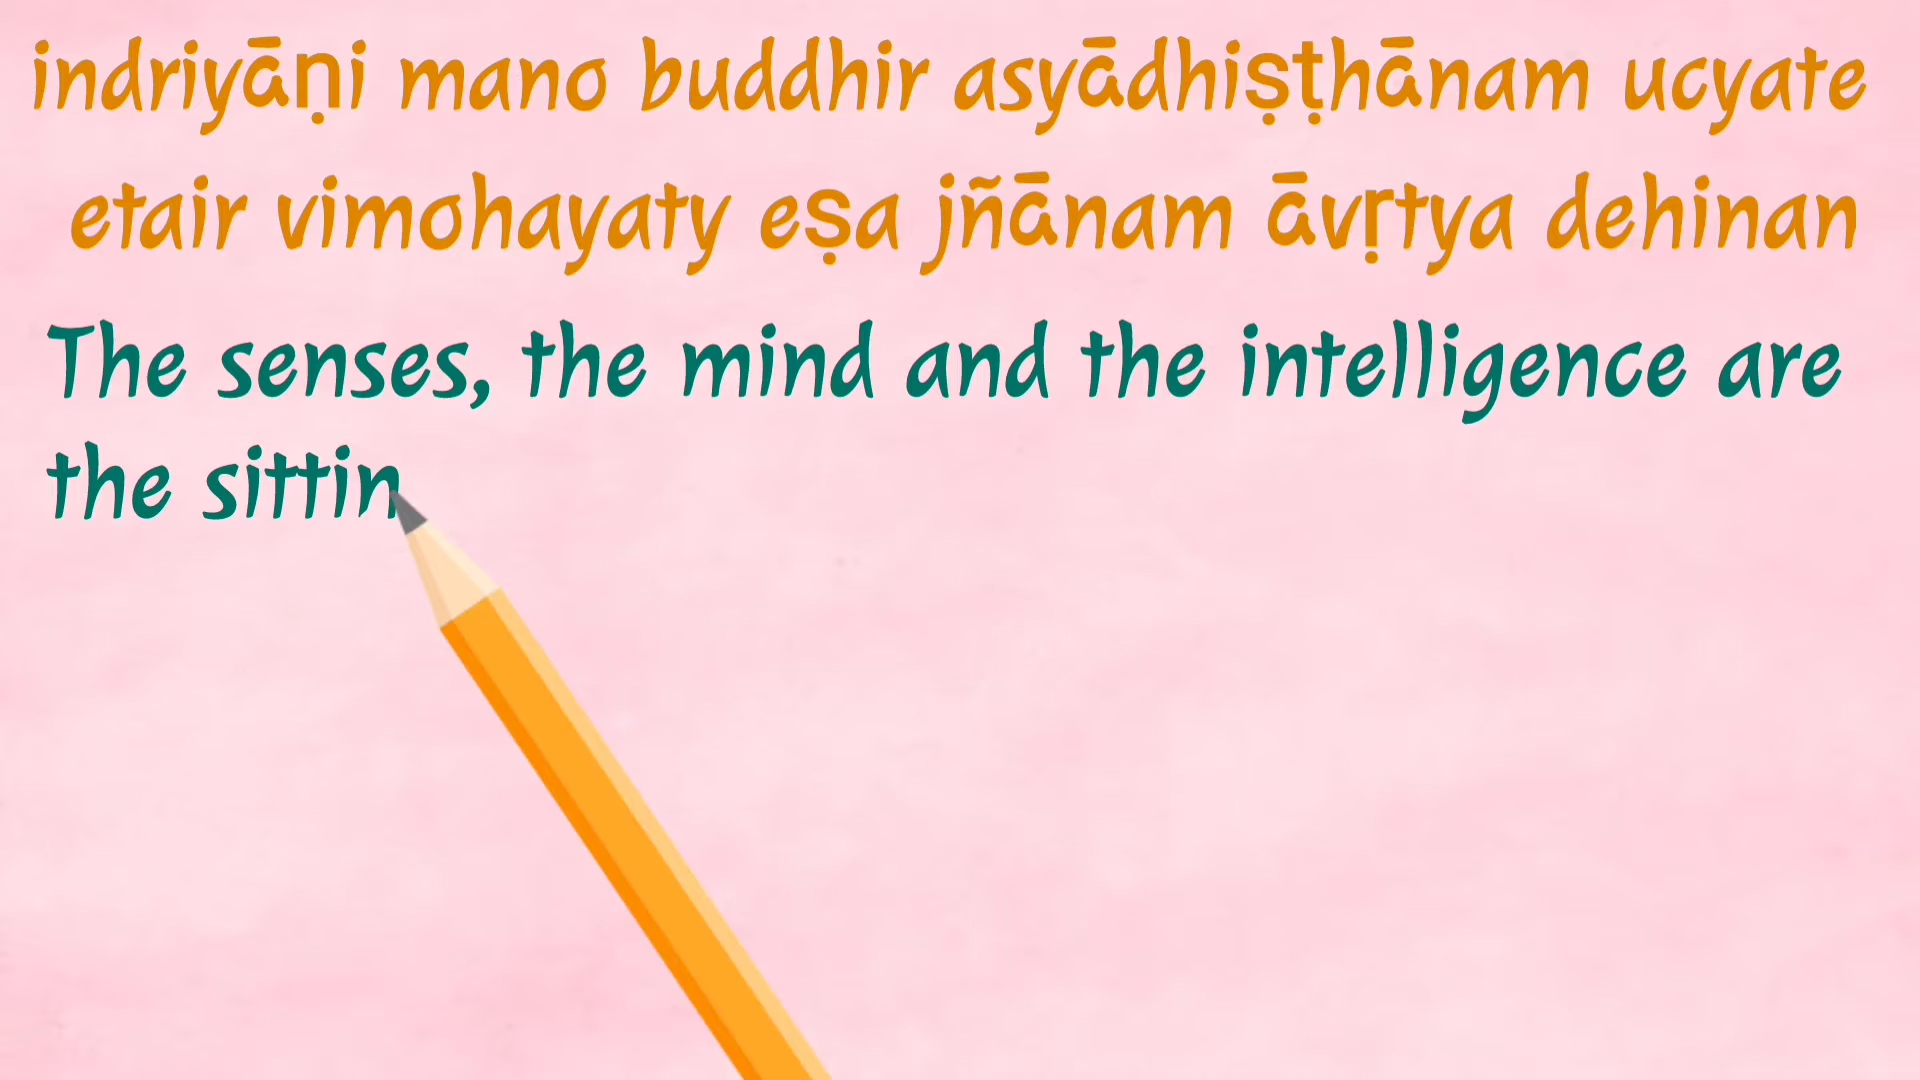 indriyāṇi mano buddhir asyādhiṣṭhānam ucyate
etair vimohayaty eṣa jñānam āvṛtya dehinan
The senses, the mind and the intelligence are
the sittin